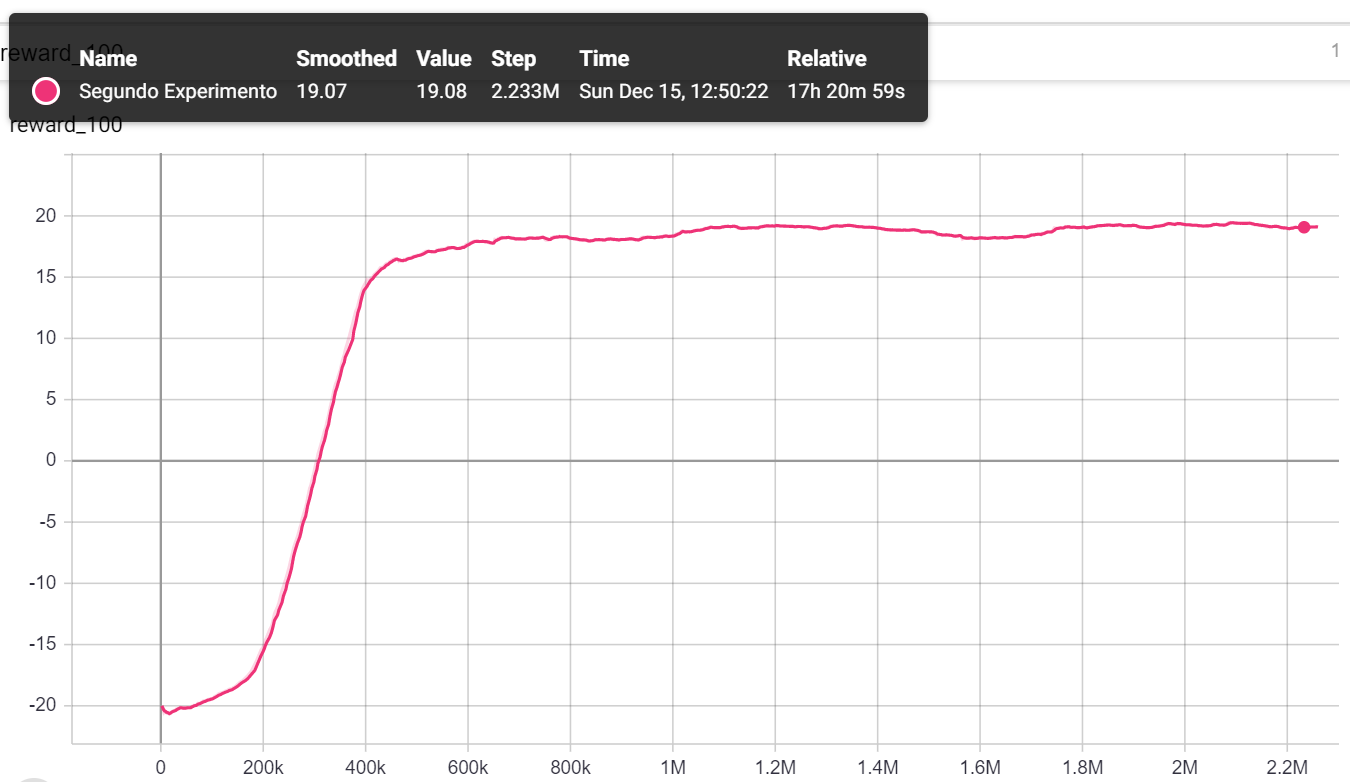 reward_100
1
Name Smoothed Value Step Time Relative
Segundo Experimento 19.07 19.08 2.233M Sun Dec 15, 12:50:22 17h 20m 59s
reward_100
20
15
10
5
0
-5
-10
-15
-20
0 200k 400k 600k 800k 1M 1.2M 1.4M 1.6M 1.8M 2M 2.2M